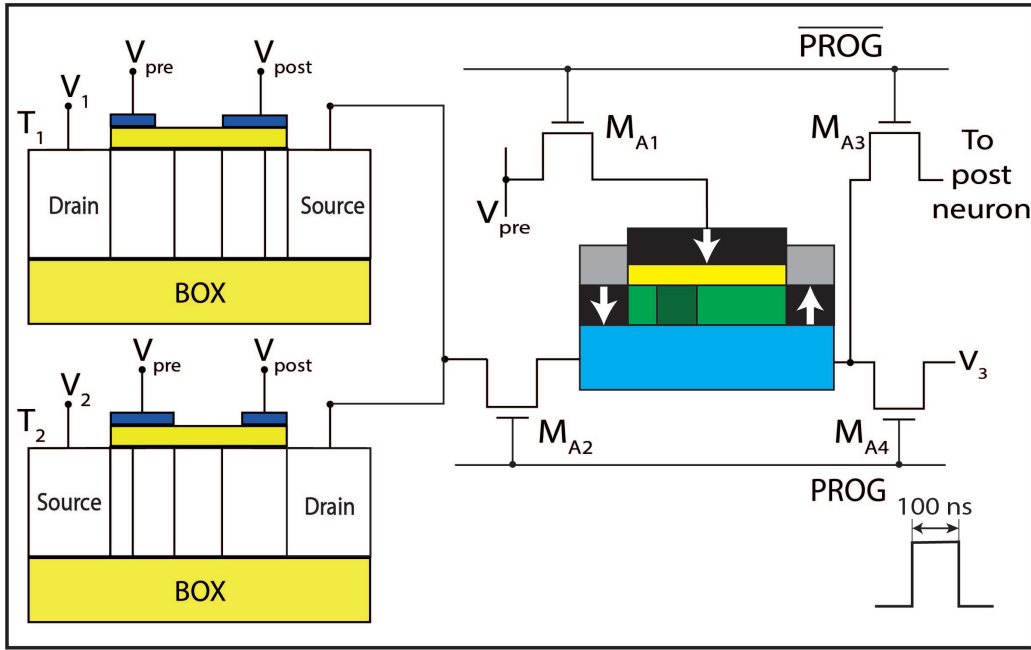 PROG
V pre
V post
V 1
T 1
Drain
Source
BOX
M A1
M A3
To
post
neuron
V pre
V pre
V post
V 2
T 2
Source
Drain
BOX
M A2
M A4
V 3
PROG
100 ns